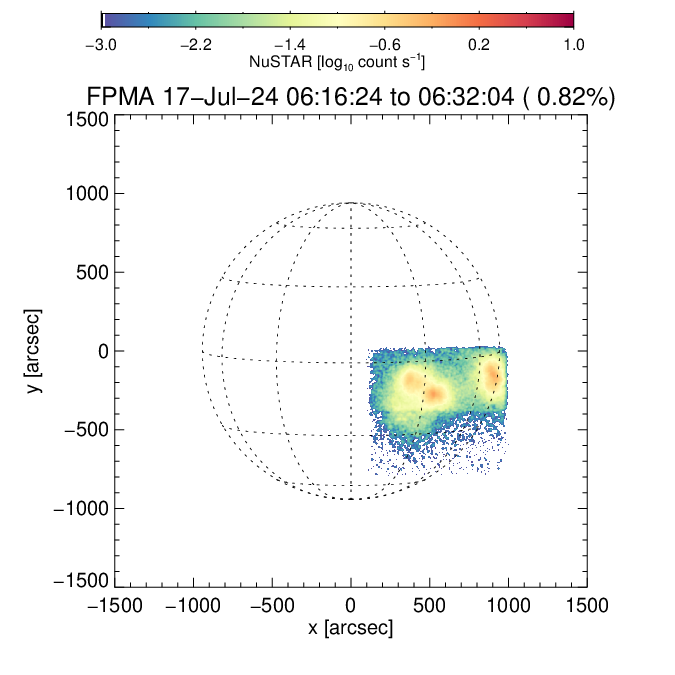 −3.0 −2.2 −1.4 −0.6 0.2 1.0
NuSTAR [log₁₀ count s⁻¹]
FPMA 17−Jul−24 06:16:24 to 06:32:04 ( 0.82%)
1500
1000
500
0
−500
−1000
−1500
y [arcsec]
−1500 −1000 −500 0 500 1000 1500
x [arcsec]